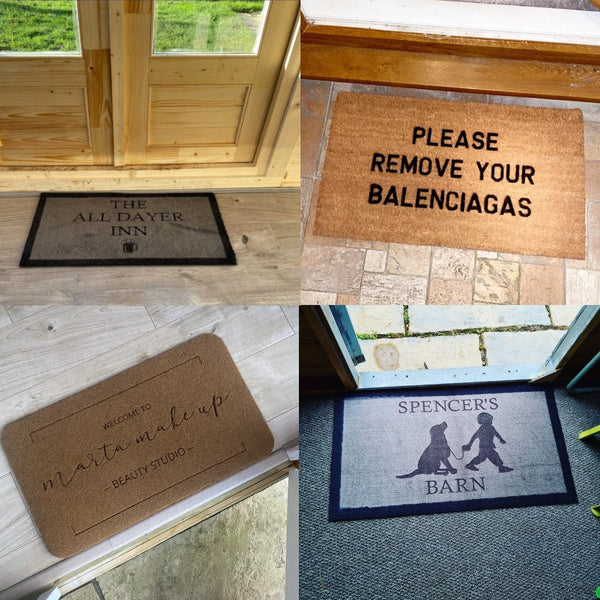 THE
ALL DAYER
INN
PLEASE
REMOVE YOUR
BALENCIAGAS
WELCOME TO
marta make up
- BEAUTY STUDIO -
SPENCER'S
BARN